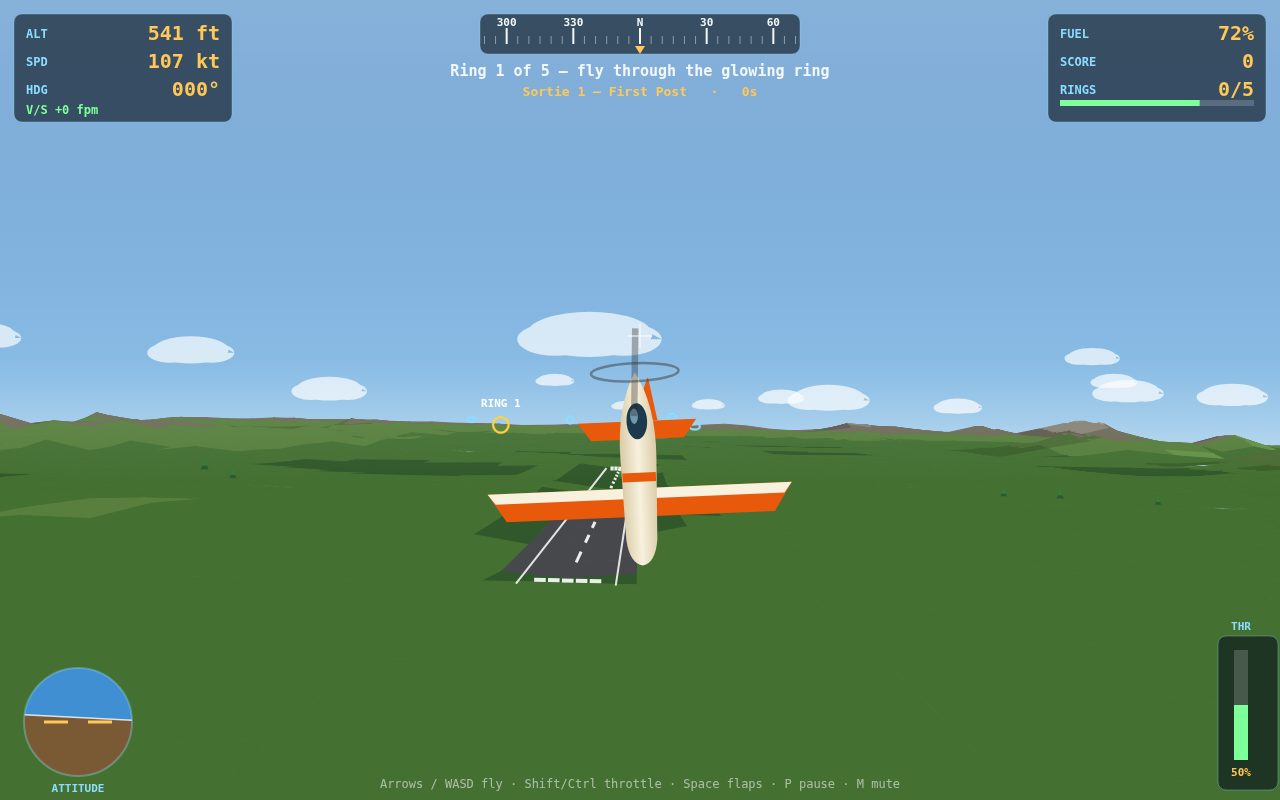 ALT 541 ft
SPD 107 kt
HDG 000°
V/S +0 fpm
300 330 N 30 60
Ring 1 of 5 — fly through the glowing ring
Sortie 1 — First Post · 0s
FUEL 72%
SCORE 0
RINGS 0/5
RING 1
THR
50%
ATTITUDE
Arrows / WASD fly · Shift/Ctrl throttle · Space flaps · P pause · M mute